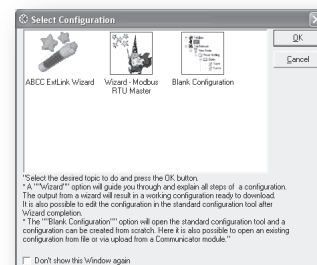 Select Configuration
OK
Cancel
ABCC ExtLink Wizard
Wizard - Modbus
RTU Master
Blank Configuration
"Select the desired topic to do and press the OK button.
* A ""Wizard"" option will guide you through and explain all steps of a configuration.
The output from a wizard will result in a working configuration ready to download.
It is also possible to edit the configuration in the standard configuration tool after
Wizard completion.
* The ""Blank Configuration"" option will open the standard configuration tool and a
configuration can be created from scratch. Here it is also possible to open an existing
configuration from file or via upload from a Communicator module."
Don't show this Window again